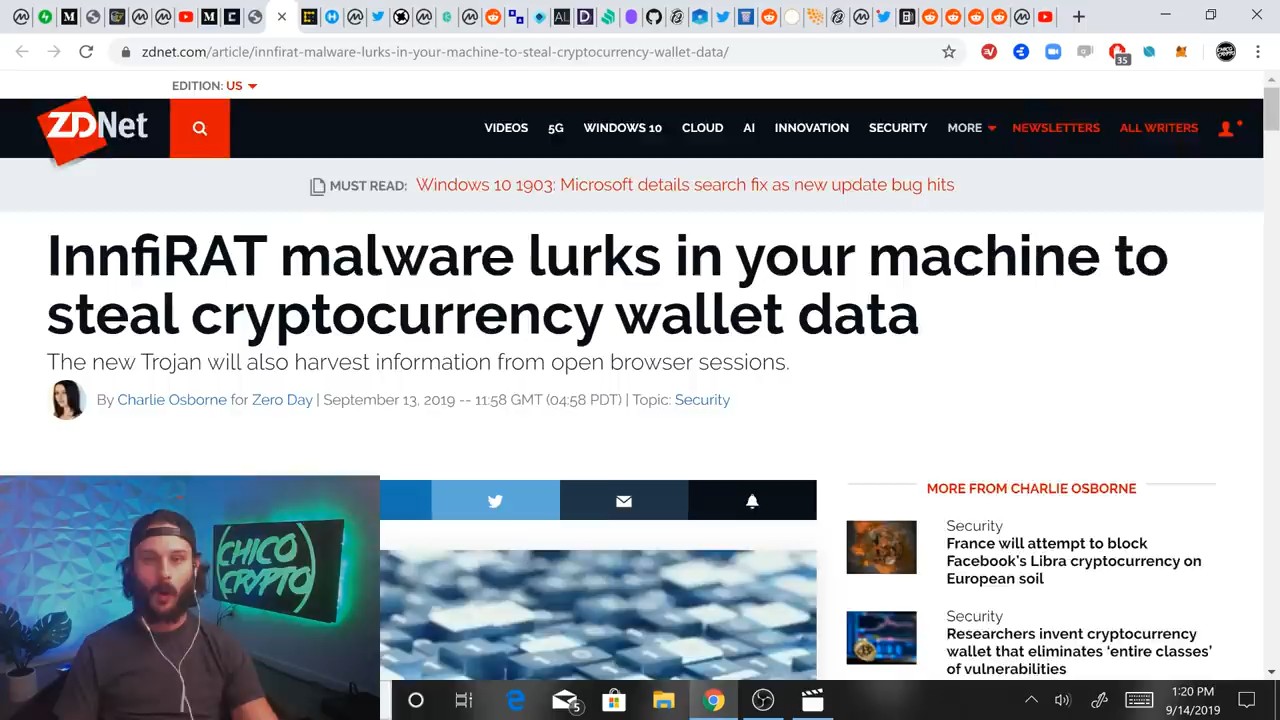 zdnet.com/article/innfirat-malware-lurks-in-your-machine-to-steal-cryptocurrency-wallet-data/
35
CHICO CRYPTO
EDITION: US
ZDNet
VIDEOS 5G WINDOWS 10 CLOUD AI INNOVATION SECURITY MORE NEWSLETTERS ALL WRITERS
MUST READ: Windows 10 1903: Microsoft details search fix as new update bug hits
InnfiRAT malware lurks in your machine to
steal cryptocurrency wallet data
The new Trojan will also harvest information from open browser sessions.
By Charlie Osborne for Zero Day | September 13, 2019 -- 11:58 GMT (04:58 PDT) | Topic: Security
MORE FROM CHARLIE OSBORNE
Security
France will attempt to block
Facebook's Libra cryptocurrency on
European soil
Security
Researchers invent cryptocurrency
wallet that eliminates 'entire classes'
of vulnerabilities
(CHICO
CRYPTO)
5
1:20 PM
9/14/2019